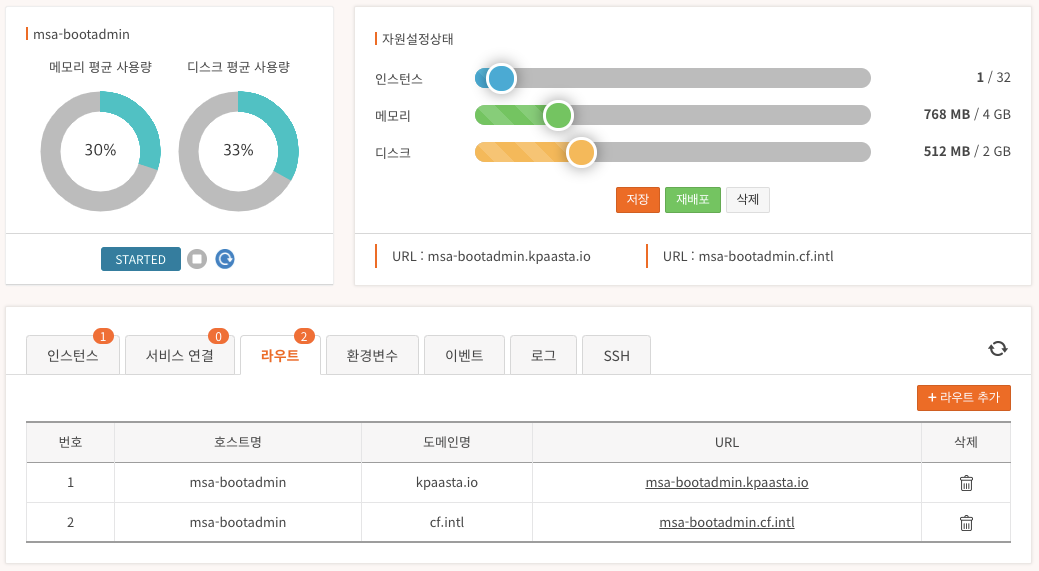 msa-bootadmin
메모리 평균 사용량 디스크 평균 사용량
30% 33%
STARTED
자원설정상태
인스턴스 1 / 32
메모리 768 MB / 4 GB
디스크 512 MB / 2 GB
저장 재배포 삭제
URL : msa-bootadmin.kpaasta.io URL : msa-bootadmin.cf.intl
인스턴스 1 서비스 연결 0 라우트 2 환경변수 이벤트 로그 SSH
+ 라우트 추가
번호 호스트명 도메인명 URL 삭제
1 msa-bootadmin kpaasta.io msa-bootadmin.kpaasta.io
2 msa-bootadmin cf.intl msa-bootadmin.cf.intl